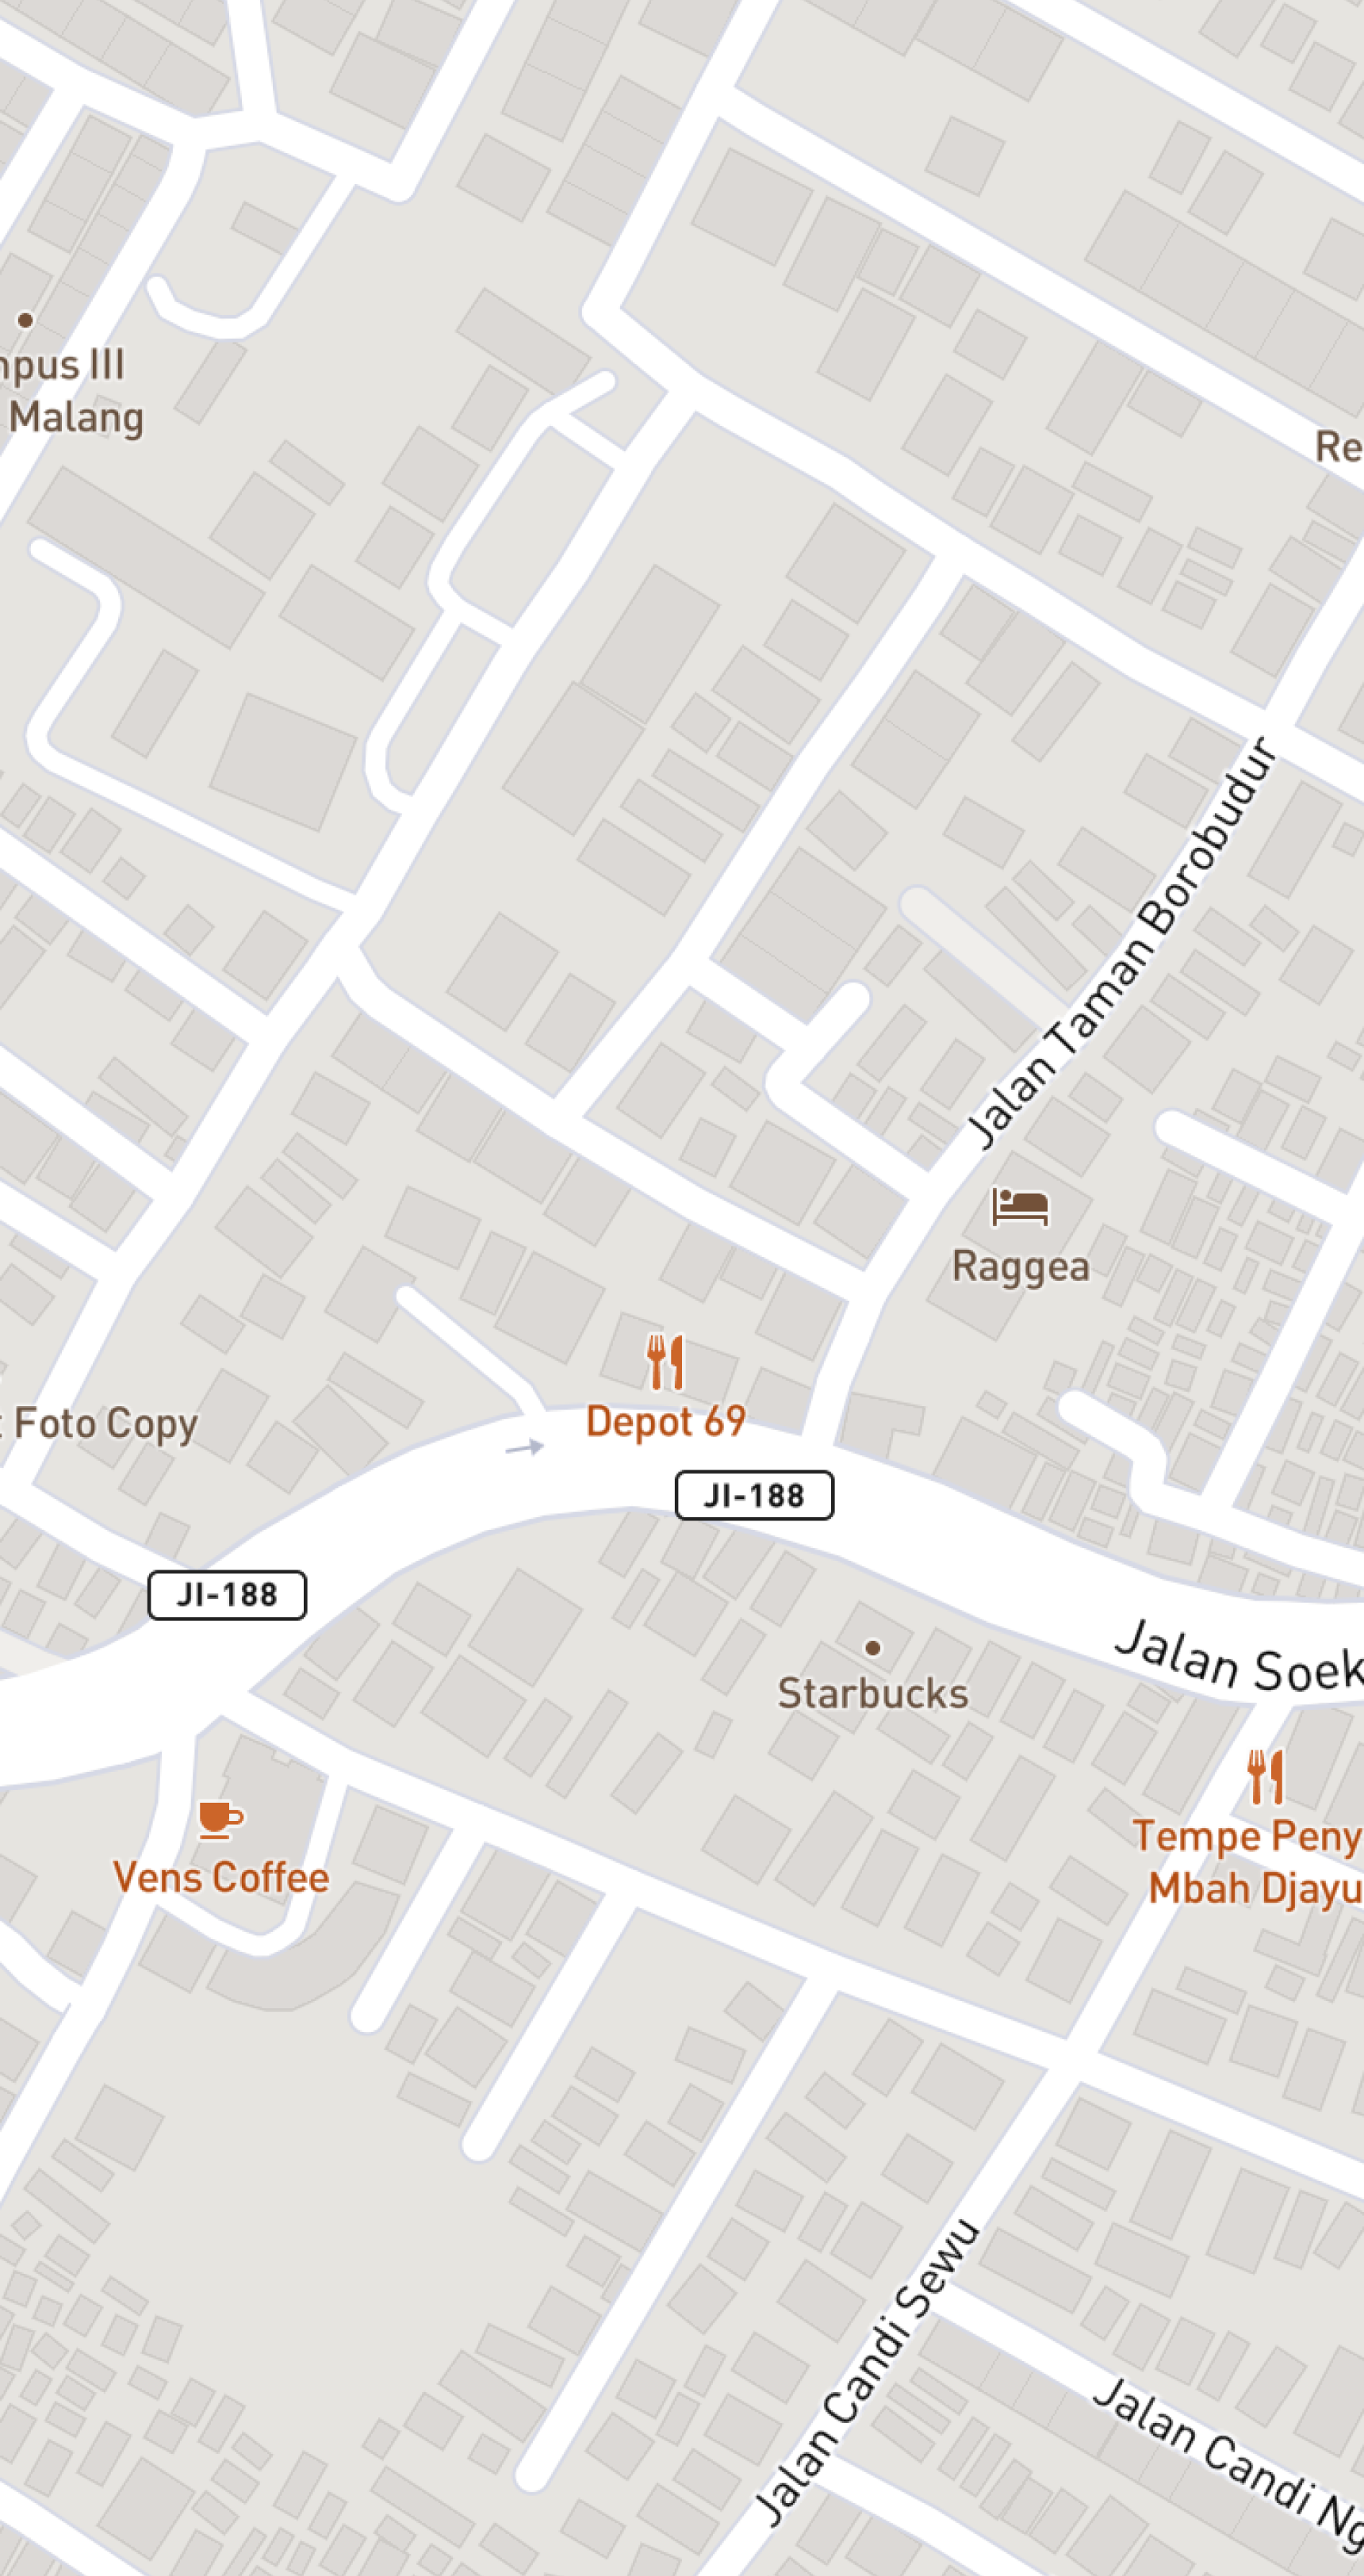 npus III
Malang
Re
Jalan Taman Borobudur
Raggea
Depot 69
t Foto Copy
JI-188
JI-188
Jalan Soek
Starbucks
Tempe Peny
Mbah Djayu
Vens Coffee
Jalan Candi Sewu
Jalan Candi Ng